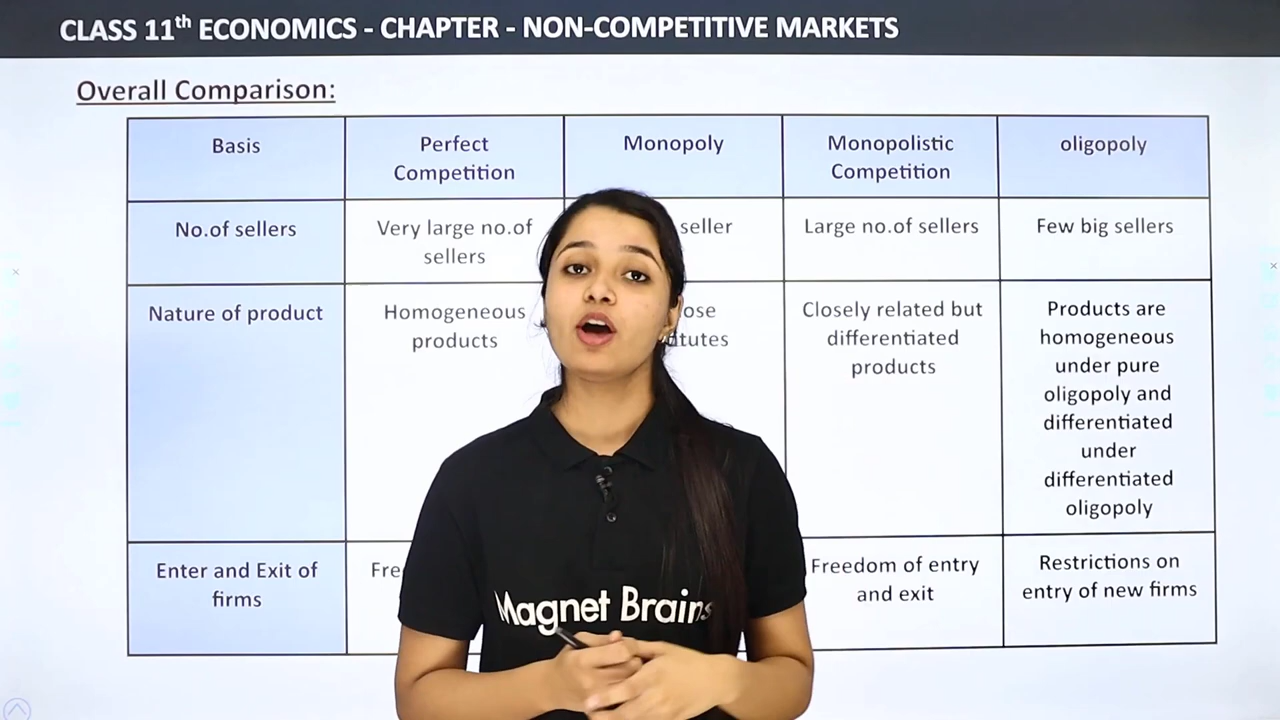 CLASS 11th ECONOMICS - CHAPTER - NON-COMPETITIVE MARKETS
Overall Comparison:
Basis
Perfect
Competition
Monopoly
Monopolistic
Competition
oligopoly
No.of sellers
Very large no.of
sellers
seller
Large no.of sellers
Few big sellers
Nature of product
Homogeneous
products
Closely related but
differentiated
products
Products are
homogeneous
under pure
oligopoly and
differentiated
under
differentiated
oligopoly
Enter and Exit of
firms
Freedom of entry
and exit
Restrictions on
entry of new firms
Magnet Brains